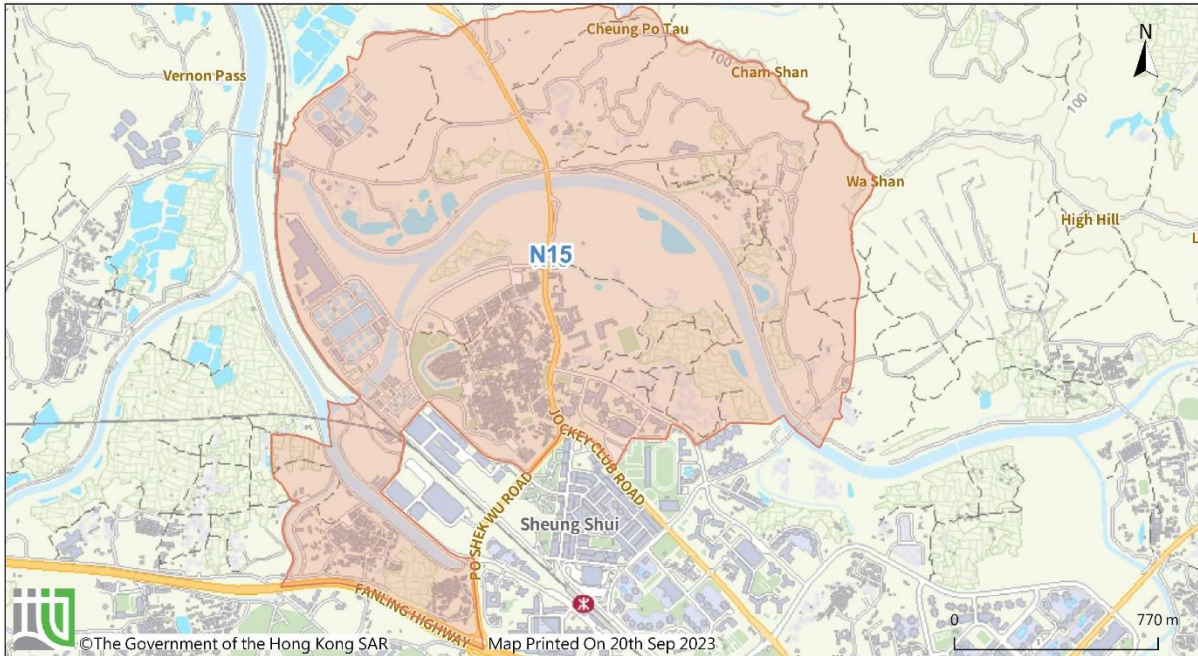 Cheung Po Tau
N
100
Cham Shan
Vernon Pass
100
Wa Shan
High Hill
L
N15
JOCKEY CLUB ROAD
PO SHEK WU ROAD
Sheung Shui
FANLING HIGHWAY
0
770 m
©The Government of the Hong Kong SAR
Map Printed On 20th Sep 2023